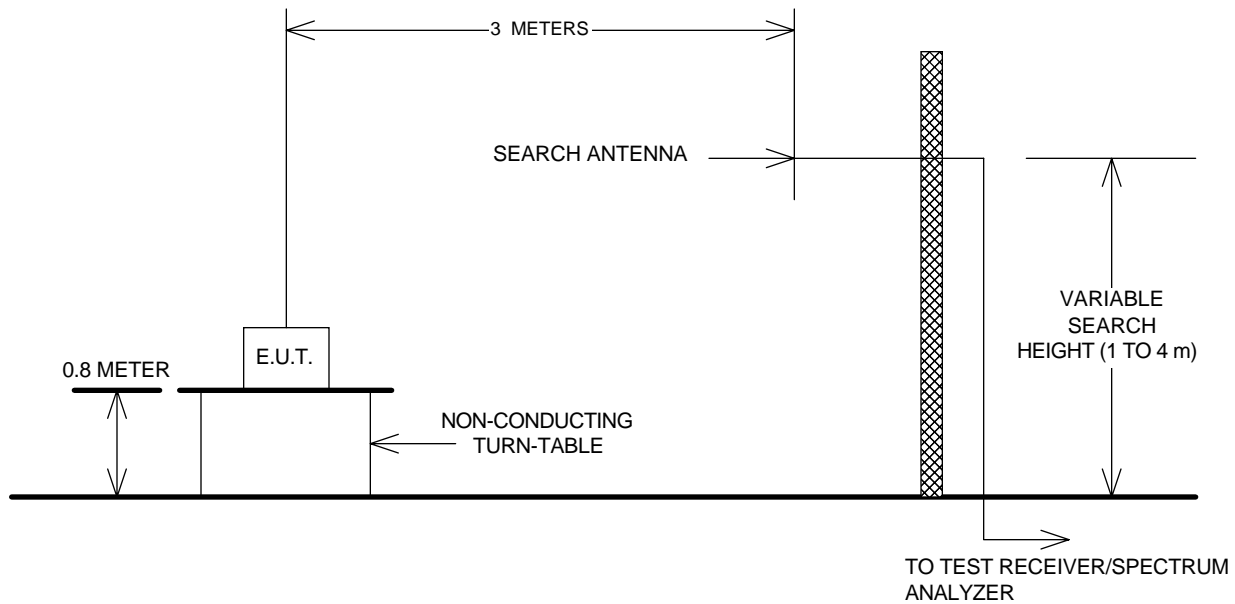 3 METERS
SEARCH ANTENNA
VARIABLE
SEARCH
HEIGHT (1 TO 4 m)
E.U.T.
0.8 METER
NON-CONDUCTING
TURN-TABLE
TO TEST RECEIVER/SPECTRUM
ANALYZER